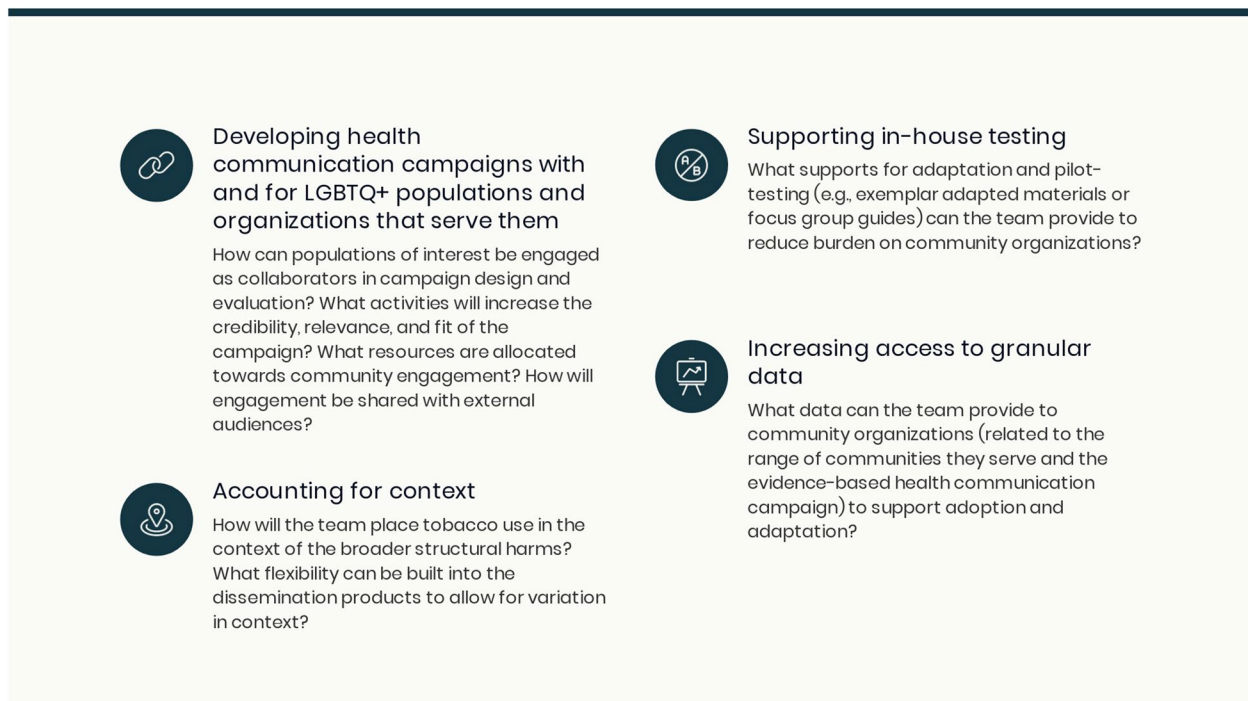 Developing health
communication campaigns with
and for LGBTQ+ populations and
organizations that serve them
How can populations of interest be engaged
as collaborators in campaign design and
evaluation? What activities will increase the
credibility, relevance, and fit of the
campaign? What resources are allocated
towards community engagement? How will
engagement be shared with external
audiences?
Accounting for context
How will the team place tobacco use in the
context of the broader structural harms?
What flexibility can be built into the
dissemination products to allow for variation
in context?
A
B
Supporting in-house testing
What supports for adaptation and pilot-
testing (e.g., exemplar adapted materials or
focus group guides) can the team provide to
reduce burden on community organizations?
Increasing access to granular
data
What data can the team provide to
community organizations (related to the
range of communities they serve and the
evidence-based health communication
campaign) to support adoption and
adaptation?